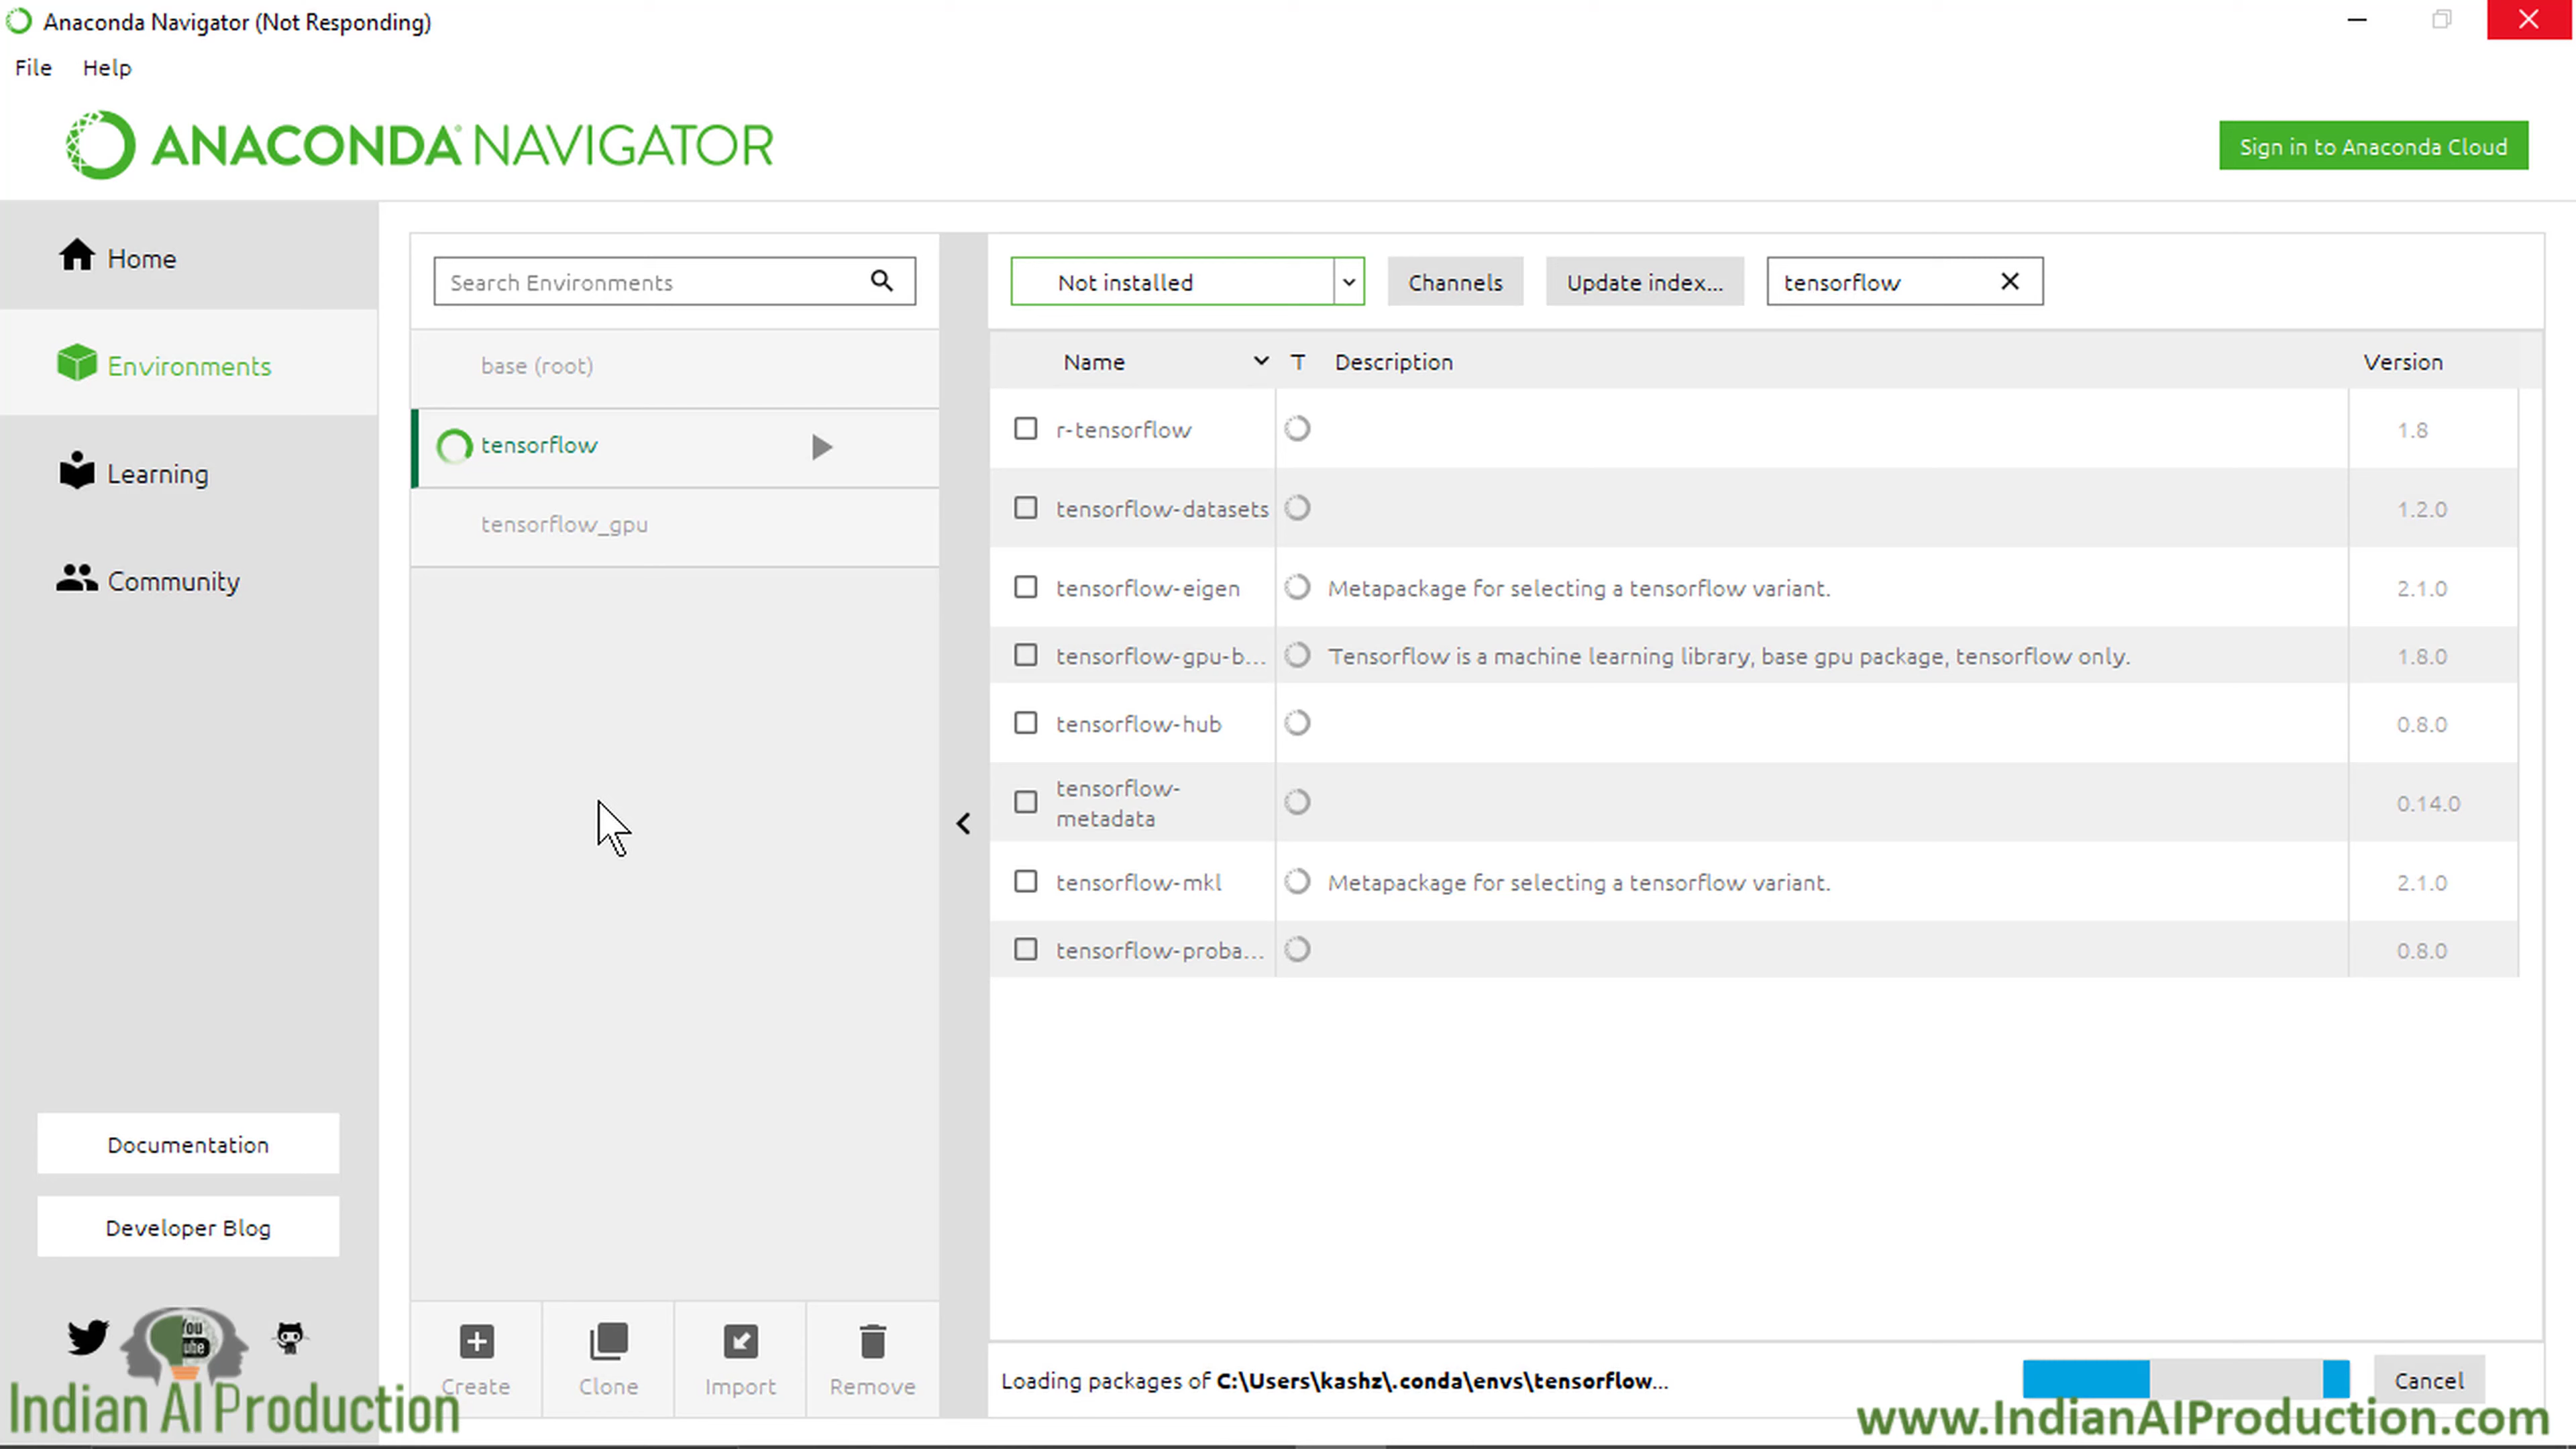 Anaconda Navigator (Not Responding)
File Help
ANACONDA NAVIGATOR
Sign in to Anaconda Cloud
Home
Environments
Learning
Community
Documentation
Developer Blog
Search Environments
base (root)
tensorflow
tensorflow_gpu
Create Clone Import Remove
Not installed Channels Update index... tensorflow
Name T Description Version
r-tensorflow 1.8
tensorflow-datasets 1.2.0
tensorflow-eigen Metapackage for selecting a tensorflow variant. 2.1.0
tensorflow-gpu-b... Tensorflow is a machine learning library, base gpu package, tensorflow only. 1.8.0
tensorflow-hub 0.8.0
tensorflow-
metadata 0.14.0
tensorflow-mkl Metapackage for selecting a tensorflow variant. 2.1.0
tensorflow-proba... 0.8.0
Loading packages of C:\Users\kashz\.conda\envs\tensorflow... Cancel
You
Tube
Indian AI Production
www.IndianAIProduction.com